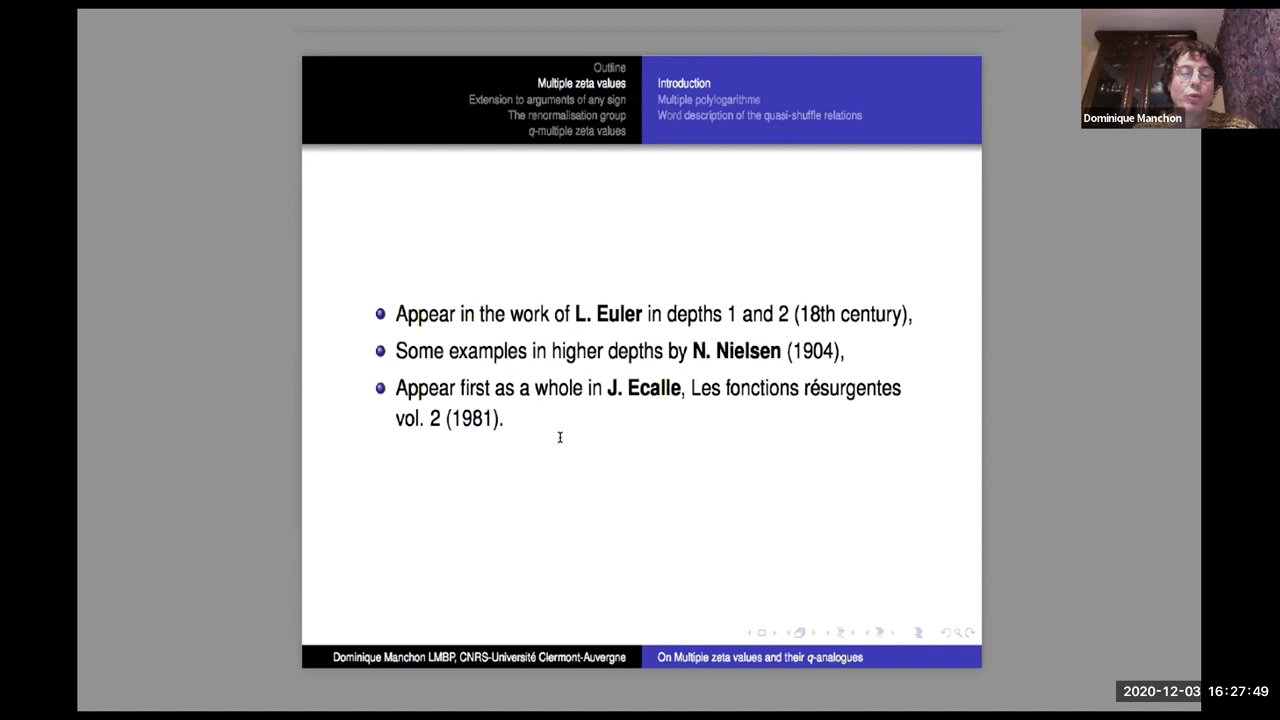 Outline
Multiple zeta values
Extension to arguments of any sign
The renormalisation group
q-multiple zeta values
Introduction
Multiple polylogarithms
Word description of the quasi-shuffle relations
Dominique Manchon
Appear in the work of L. Euler in depths 1 and 2 (18th century),
Some examples in higher depths by N. Nielsen (1904),
Appear first as a whole in J. Ecalle, Les fonctions résurgentes
vol. 2 (1981).
Dominique Manchon LMBP, CNRS-Université Clermont-Auvergne
On Multiple zeta values and their q-analogues
2020-12-03 16:27:49